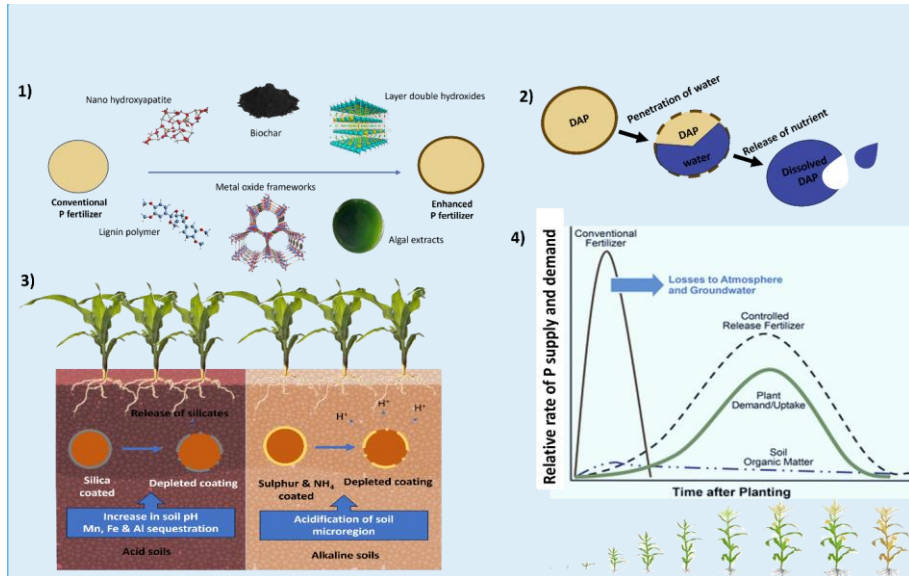 1)
Nano hydroxyapatite
Biochar
Layer double hydroxides
Conventional
P fertilizer
Enhanced
P fertilizer
Lignin polymer
Metal oxide frameworks
Algal extracts
2)
DAP
Penetration of water
DAP
water
Release of nutrient
Dissolved
DAP
3)
Release of silicates
Silica
coated
Depleted coating
Increase in soil pH
Mn, Fe & Al sequestration
Acid soils
H⁺
H⁺
H⁺
Sulphur & NH₄
coated
Depleted coating
Acidification of soil
microregion
Alkaline soils
4)
Relative rate of P supply and demand
Conventional
Fertilizer
Losses to Atmosphere
and Groundwater
Controlled
Release Fertilizer
Plant
Demand/Uptake
Soil
Organic Matter
Time after Planting